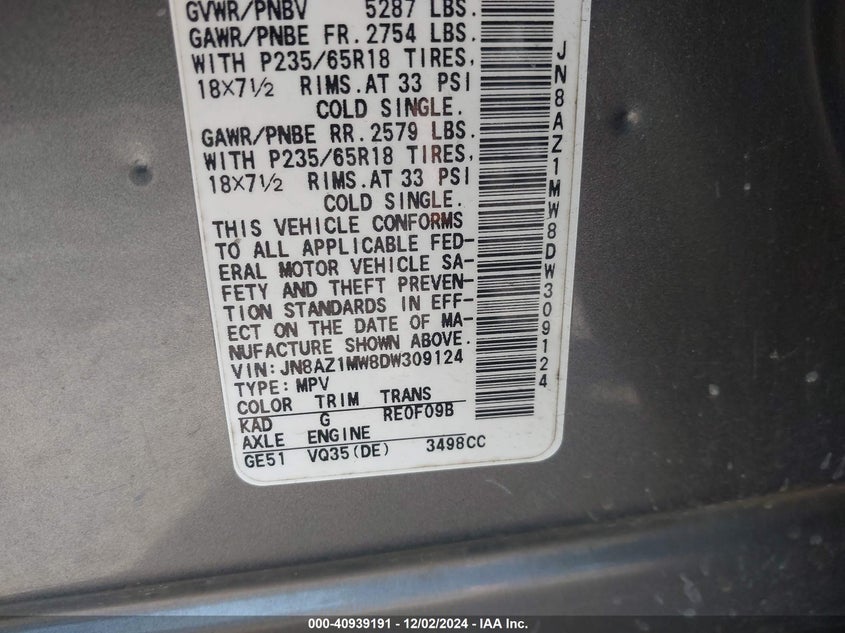 GVWR/PNBV 5287 LBS.
GAWR/PNBE FR. 2754 LBS.
WITH P235/65R18 TIRES,
18×7½ RIMS.AT 33 PSI
COLD SINGLE.
GAWR/PNBE RR. 2579 LBS.
WITH P235/65R18 TIRES,
18×7½ RIMS.AT 33 PSI
COLD SINGLE.
THIS VEHICLE CONFORMS
TO ALL APPLICABLE FED-
ERAL MOTOR VEHICLE SA-
FETY AND THEFT PREVEN-
TION STANDARDS IN EFF-
ECT ON THE DATE OF MA-
NUFACTURE SHOWN ABOVE.
VIN: JN8AZ1MW8DW309124
TYPE: MPV
COLOR TRIM TRANS
KAD G RE0F09B
AXLE ENGINE
GE51 VQ35(DE) 3498CC
JN8AZ1MW8DW309124
000-40939191 - 12/02/2024 - IAA Inc.